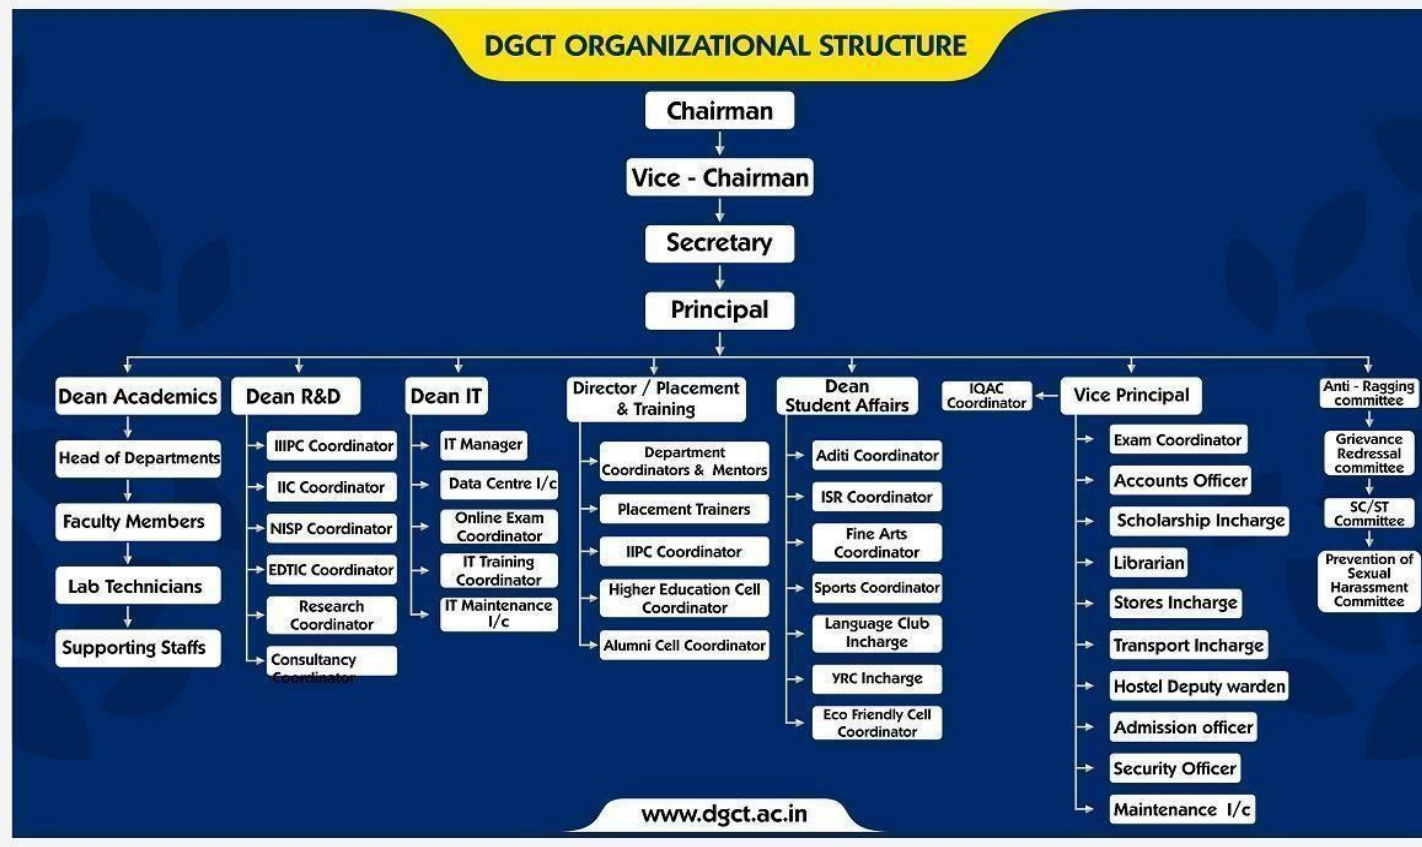 DGCT ORGANIZATIONAL STRUCTURE
Chairman
Vice - Chairman
Secretary
Principal
Dean Academics
Head of Departments
Faculty Members
Lab Technicians
Supporting Staffs
Dean R&D
IIIPC Coordinator
IIC Coordinator
NISP Coordinator
EDTIC Coordinator
Research
Coordinator
Consultancy
Coordinator
Dean IT
IT Manager
Data Centre I/c
Online Exam
Coordinator
IT Training
Coordinator
IT Maintenance
I/c
Director / Placement
& Training
Department
Coordinators & Mentors
Placement Trainers
IIPC Coordinator
Higher Education Cell
Coordinator
Alumni Cell Coordinator
Dean
Student Affairs
Aditi Coordinator
ISR Coordinator
Fine Arts
Coordinator
Sports Coordinator
Language Club
Incharge
YRC Incharge
Eco Friendly Cell
Coordinator
IQAC
Coordinator
Vice Principal
Exam Coordinator
Accounts Officer
Scholarship Incharge
Librarian
Stores Incharge
Transport Incharge
Hostel Deputy warden
Admission officer
Security Officer
Maintenance I/c
Anti - Ragging
committee
Grievance
Redressal
committee
SC/ST
Committee
Prevention of
Sexual
Harassment
Committee
www.dgct.ac.in